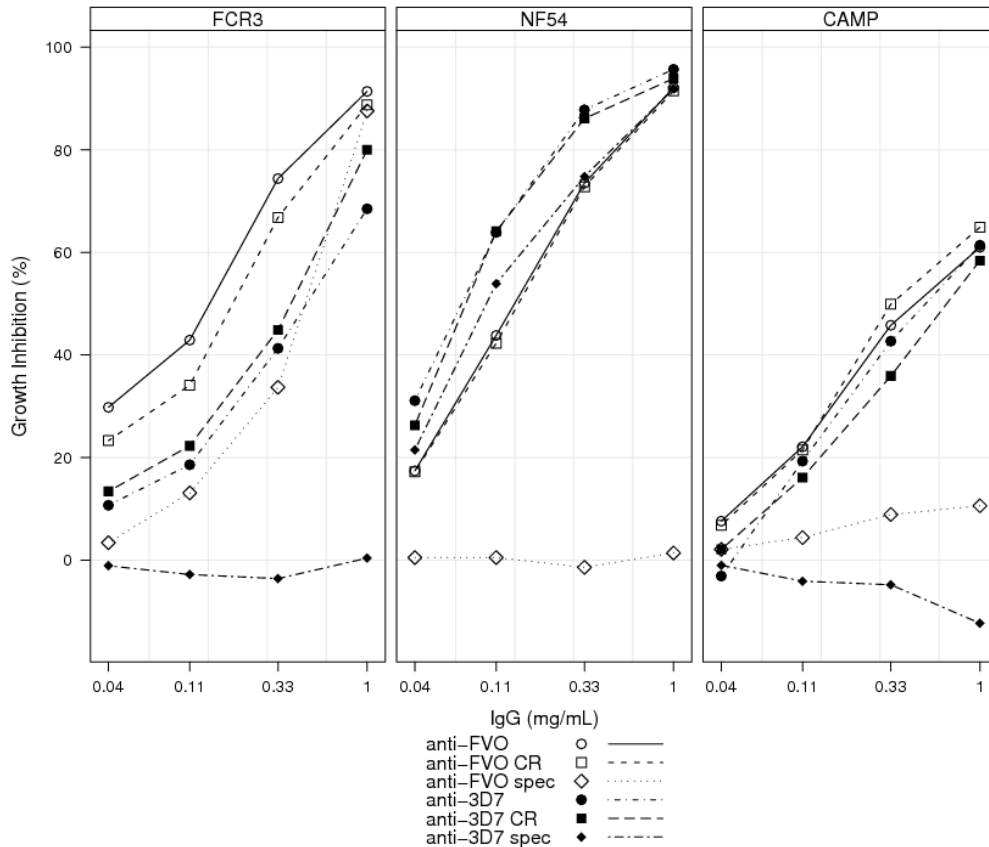 FCR3 NF54 CAMP
100
80
60
40
20
0
Growth Inhibition (%)
0.04 0.11 0.33 1 0.04 0.11 0.33 1 0.04 0.11 0.33 1
IgG (mg/mL)
anti-FVO
anti-FVO CR
anti-FVO spec
anti-3D7
anti-3D7 CR
anti-3D7 spec